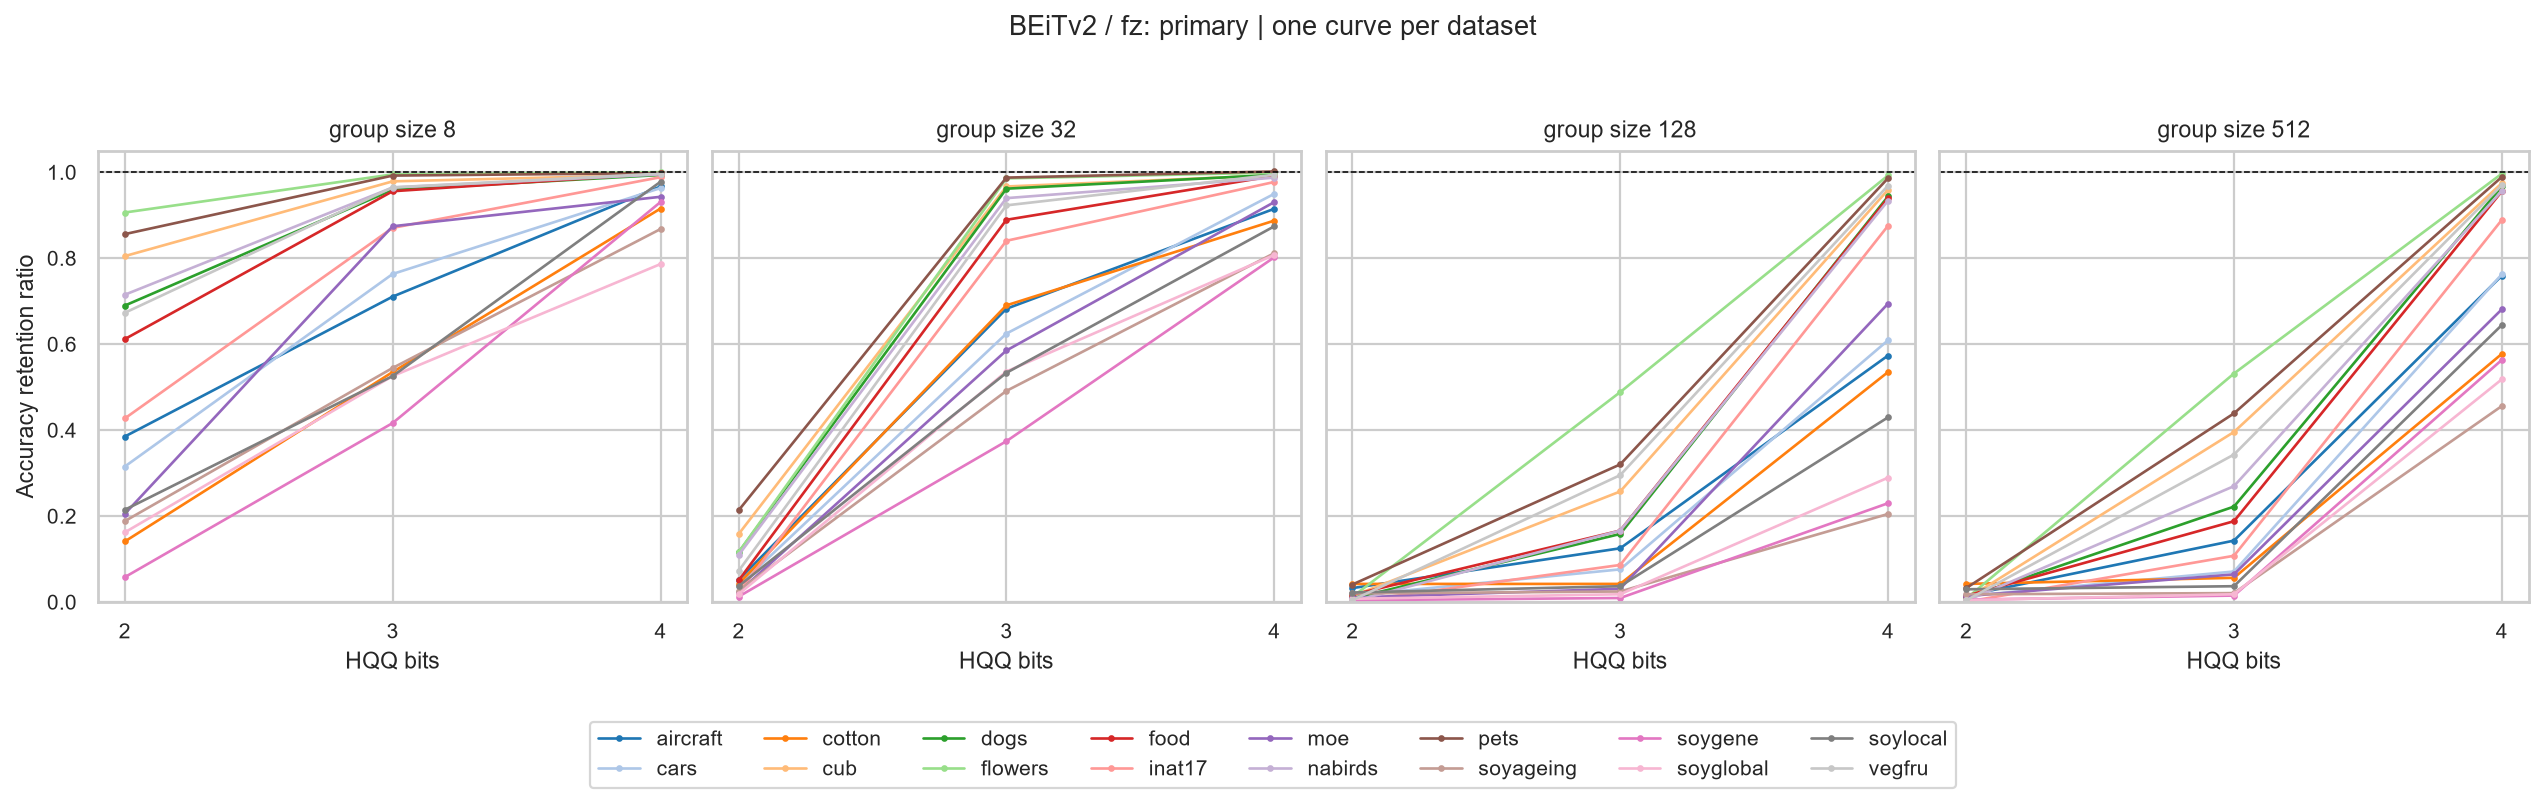 BEiTv2 / fz: primary | one curve per dataset
group size 8
group size 32
group size 128
group size 512
Accuracy retention ratio
1.0
0.8
0.6
0.4
0.2
0.0
2 3 4
2 3 4
2 3 4
2 3 4
HQQ bits
HQQ bits
HQQ bits
HQQ bits
aircraft cotton dogs food moe pets soygene soylocal
cars cub flowers inat17 nabirds soyageing soyglobal vegfru